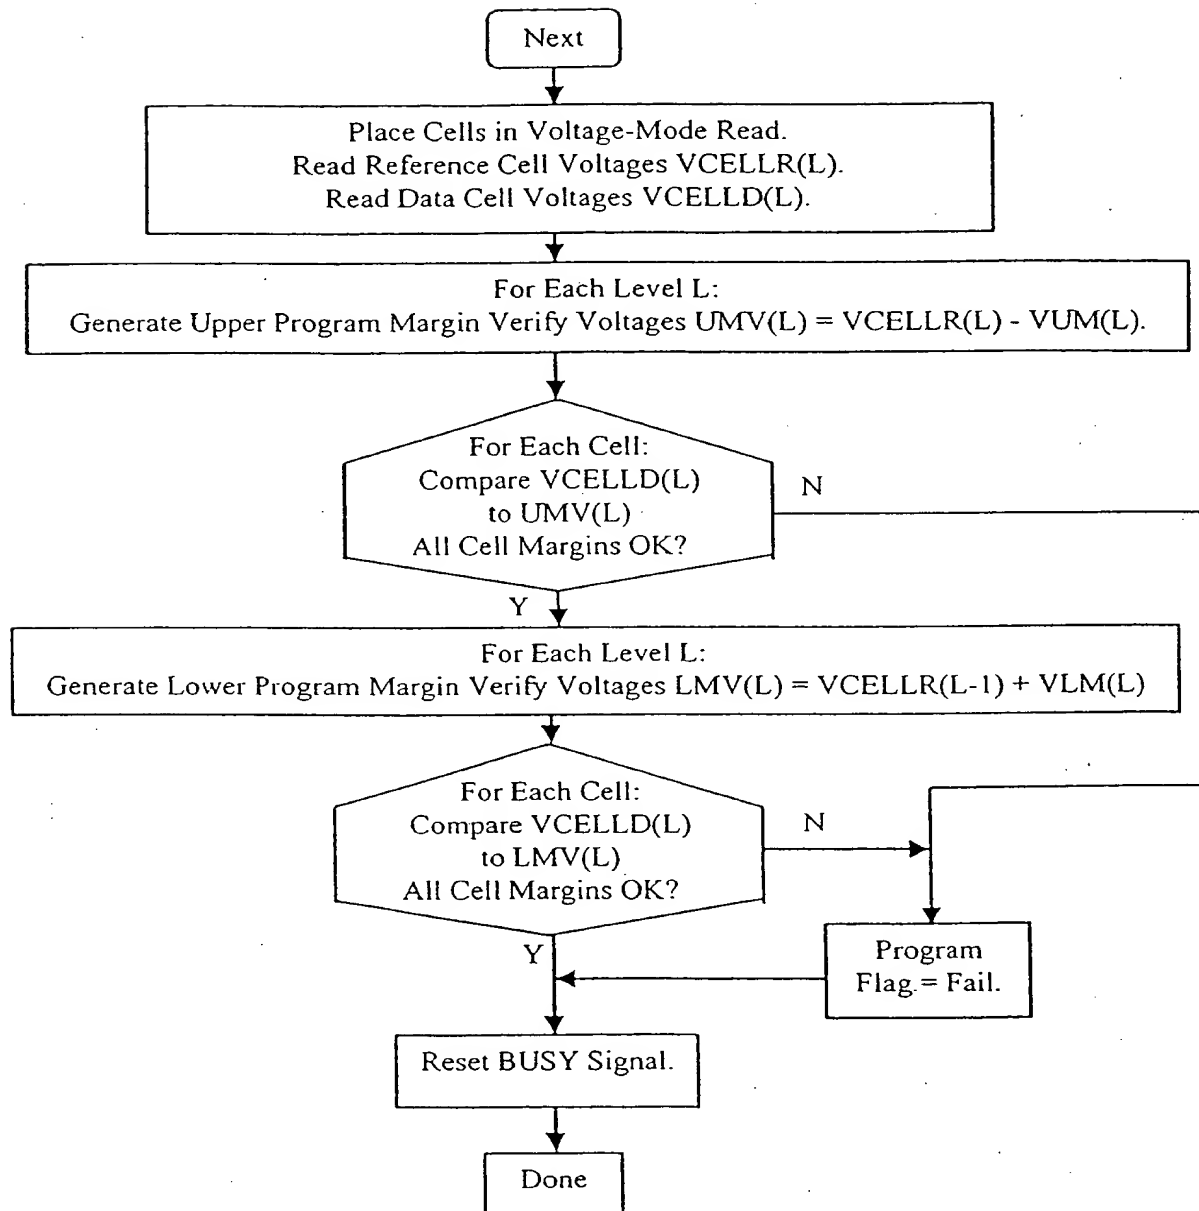 Next
Place Cells in Voltage-Mode Read.
Read Reference Cell Voltages VCELLR(L).
Read Data Cell Voltages VCELLD(L).
For Each Level L:
Generate Upper Program Margin Verify Voltages UMV(L) = VCELLR(L) - VUM(L).
For Each Cell:
Compare VCELLD(L)
to UMV(L)
All Cell Margins OK?
N
Y
For Each Level L:
Generate Lower Program Margin Verify Voltages LMV(L) = VCELLR(L-1) + VLM(L)
For Each Cell:
Compare VCELLD(L)
to LMV(L)
All Cell Margins OK?
N
Y
Program
Flag = Fail.
Reset BUSY Signal.
Done